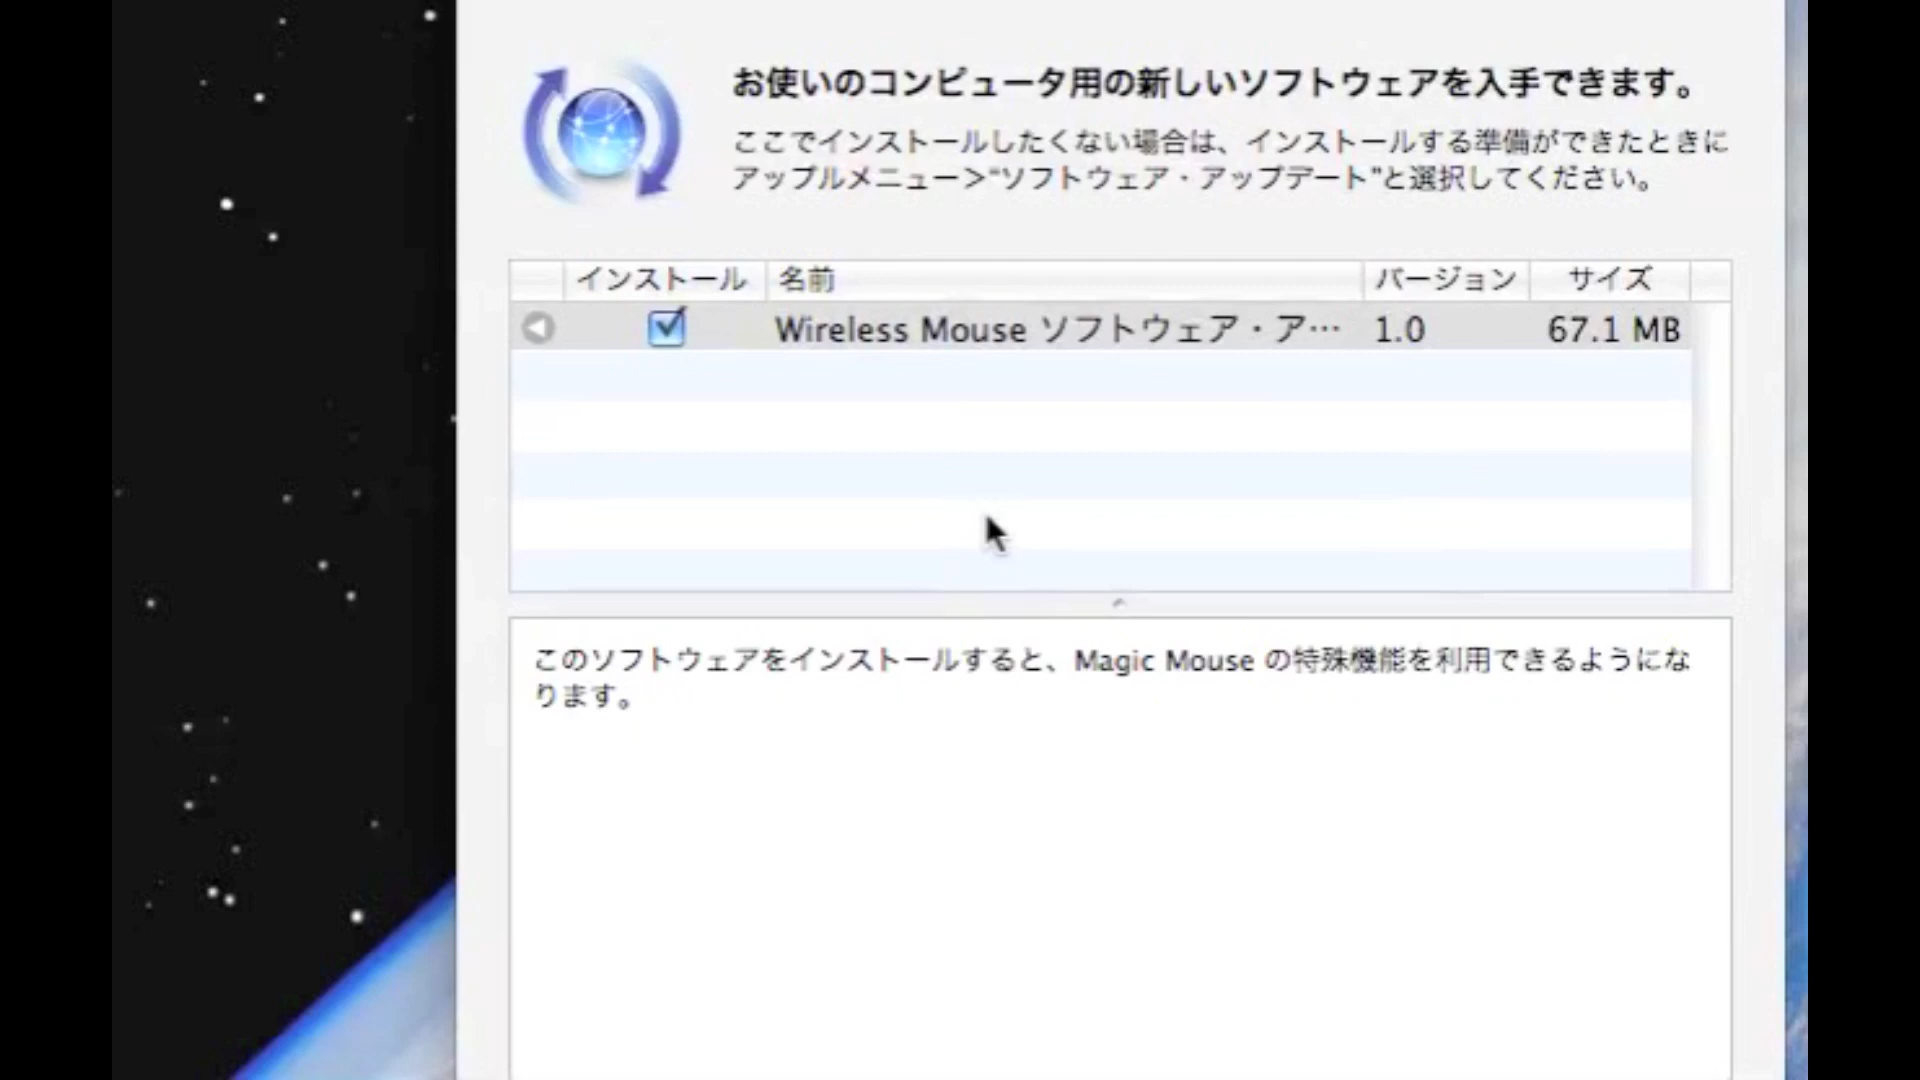 お使いのコンピュータ用の新しいソフトウェアを入手できます。
ここでインストールしたくない場合は、インストールする準備ができたときに
アップルメニュー＞“ソフトウェア・アップデート”と選択してください。
インストール 名前 バージョン サイズ
Wireless Mouse ソフトウェア・ア… 1.0 67.1 MB
このソフトウェアをインストールすると、Magic Mouse の特殊機能を利用できるようにな
ります。